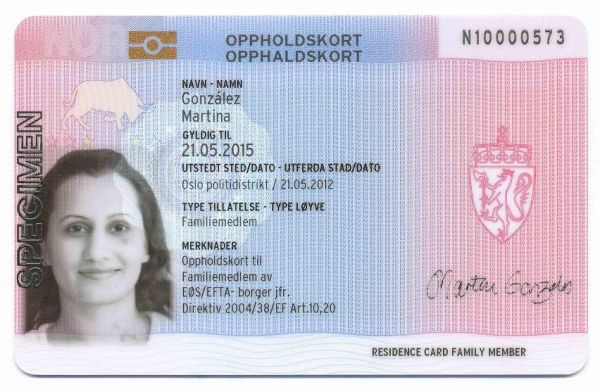 NO
OPPHOLDSKORT
OPPHALDSKORT
N10000573
NAVN - NAMN
González
Martina
GYLDIG TIL
21.05.2015
UTSTEDT STED/DATO - UTFERDA STAD/DATO
Oslo politidistrikt / 21.05.2012
TYPE TILLATELSE - TYPE LØYVE
Familiemedlem
MERKNADER
Oppholdskort til
Familiemedlem av
EØS/EFTA- borger jfr.
Direktiv 2004/38/EF Art.10,20
SPECIMEN
Martina González
RESIDENCE CARD FAMILY MEMBER